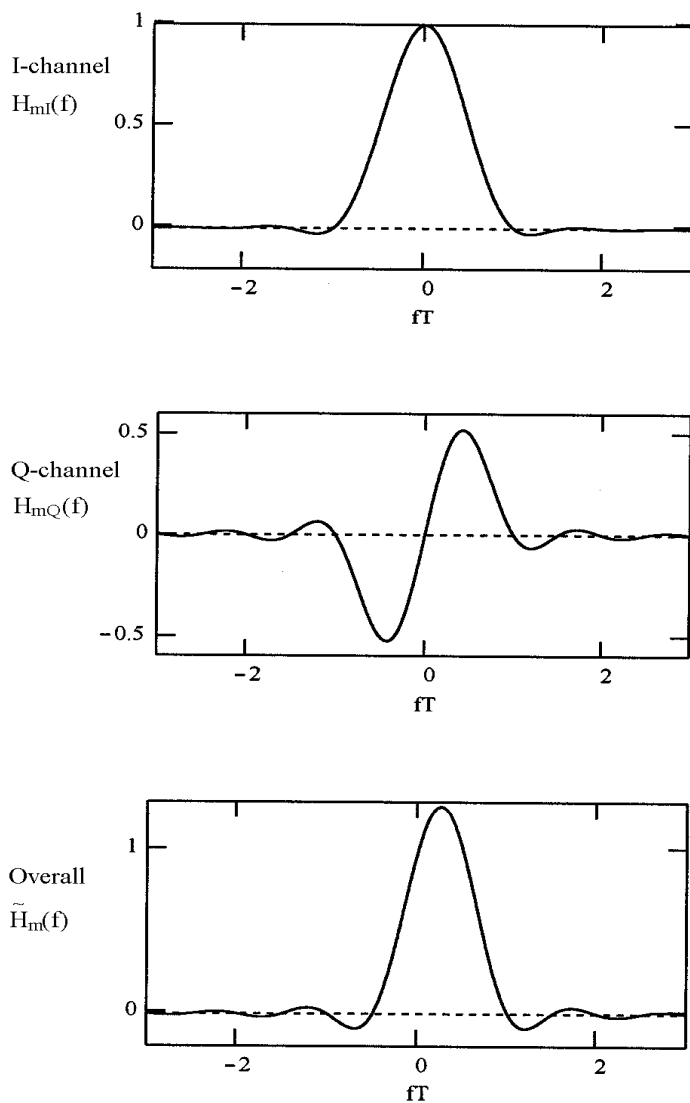 I-channel
H_mI(f)
1
0.5
0
−2
0
2
fT
Q-channel
H_mQ(f)
0.5
0
−0.5
−2
0
2
fT
Overall
H̃_m(f)
1
0
−2
0
2
fT